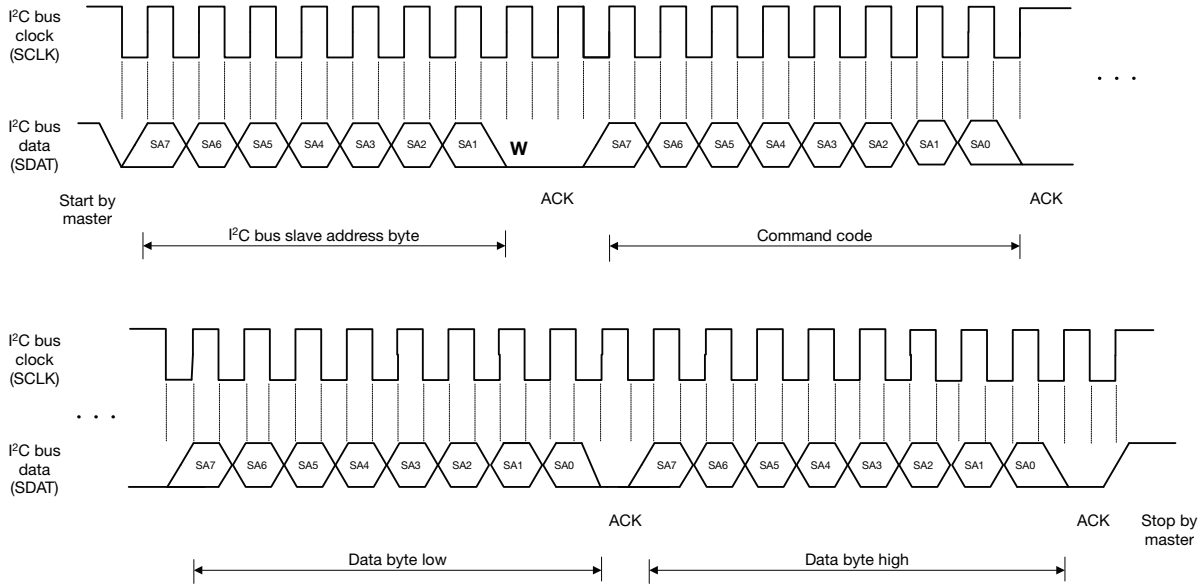 I²C bus
clock
(SCLK)
. . .
I²C bus
data
(SDAT)
SA7 SA6 SA5 SA4 SA3 SA2 SA1 W SA7 SA6 SA5 SA4 SA3 SA2 SA1 SA0
Start by
master
ACK ACK
I²C bus slave address byte Command code
I²C bus
clock
(SCLK)
. . .
I²C bus
data
(SDAT)
SA7 SA6 SA5 SA4 SA3 SA2 SA1 SA0 SA7 SA6 SA5 SA4 SA3 SA2 SA1 SA0
ACK ACK Stop by
master
Data byte low Data byte high